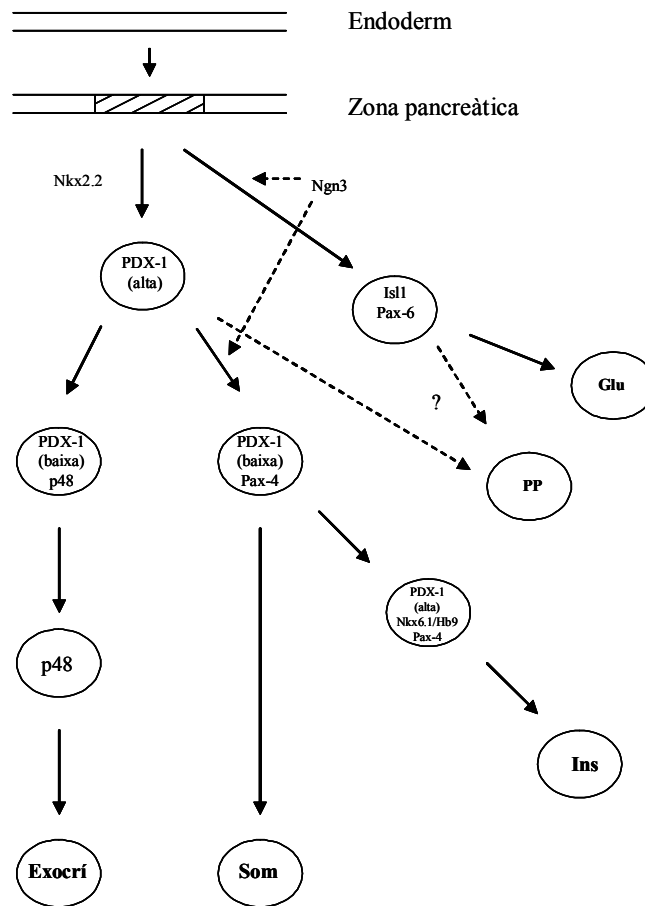 Endoderm
Zona pancreàtica
Nkx2.2
Ngn3
PDX-1
(alta)
Isl1
Pax-6
Glu
?
PDX-1
(baixa)
p48
PDX-1
(baixa)
Pax-4
PP
PDX-1
(alta)
Nkx6.1/Hb9
Pax-4
p48
Ins
Exocrí
Som